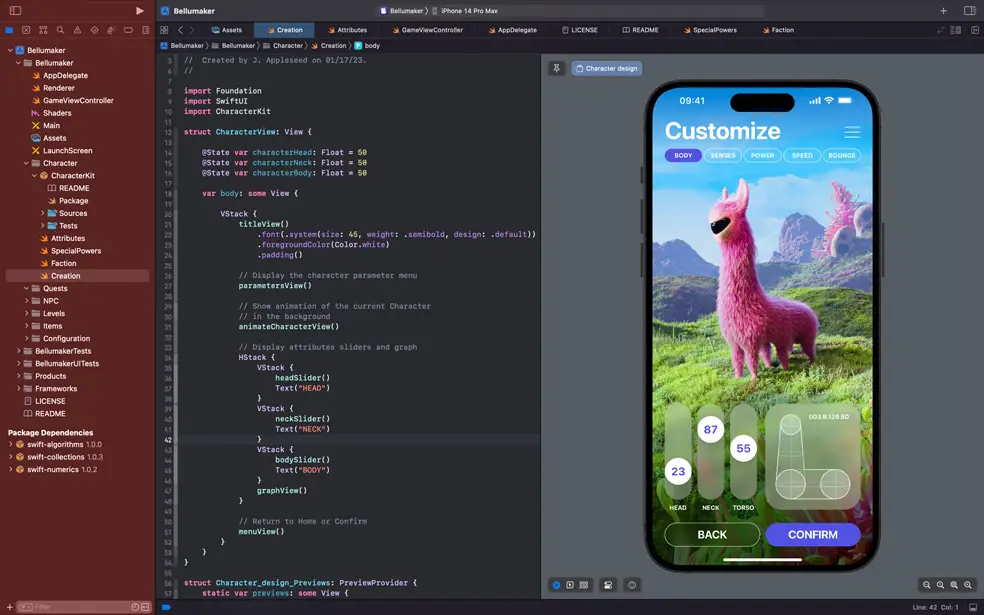 Bellumaker
Bellumaker
AppDelegate
Renderer
GameViewController
Shaders
Main
Assets
LaunchScreen
Character
CharacterKit
README
Package
Sources
Tests
Attributes
SpecialPowers
Faction
Creation
Quests
NPC
Levels
Items
Configuration
BellumakerTests
BellumakerUITests
Products
Frameworks
LICENSE
README
Package Dependencies
swift-algorithms 1.0.0
swift-collections 1.0.3
swift-numerics 1.0.2
Filter
Bellumaker
Bellumaker 〉 iPhone 14 Pro Max
Assets
Creation
Attributes
GameViewController
AppDelegate
LICENSE
README
SpecialPowers
Faction
Bellumaker 〉 Bellumaker 〉 Character 〉 Creation 〉 P body
5 // Created by J. Appleseed on 01/17/23.
6 //
7
8 import Foundation
9 import SwiftUI
10 import CharacterKit
11
12 struct CharacterView: View {
13
14 @State var characterHead: Float = 50
15 @State var characterNeck: Float = 50
16 @State var characterBody: Float = 50
17
18 var body: some View {
19
20 VStack {
21 titleView()
22 .font(.system(size: 45, weight: .semibold, design: .default))
23 .foregroundColor(Color.white)
24 .padding()
25
26 // Display the character parameter menu
27 parametersView()
28
29 // Show animation of the current Character
30 // in the background
31 animateCharacterView()
32
33 // Display attributes sliders and graph
34 HStack {
35 VStack {
36 headSlider()
37 Text("HEAD")
38 }
39 VStack {
40 neckSlider()
41 Text("NECK")
42 }
43 VStack {
44 bodySlider()
45 Text("BODY")
46 }
47 graphView()
48 }
49
50 // Return to Home or Confirm
51 menuView()
52 }
53 }
54 }
55
56 struct Character_design_Previews: PreviewProvider {
57 static var previews: some View {
Character design
09:41
Customize
BODY SENSES POWER SPEED BOUNCE
87
55
23
HEAD NECK TORSO
BACK CONFIRM
Line: 42 Col: 1